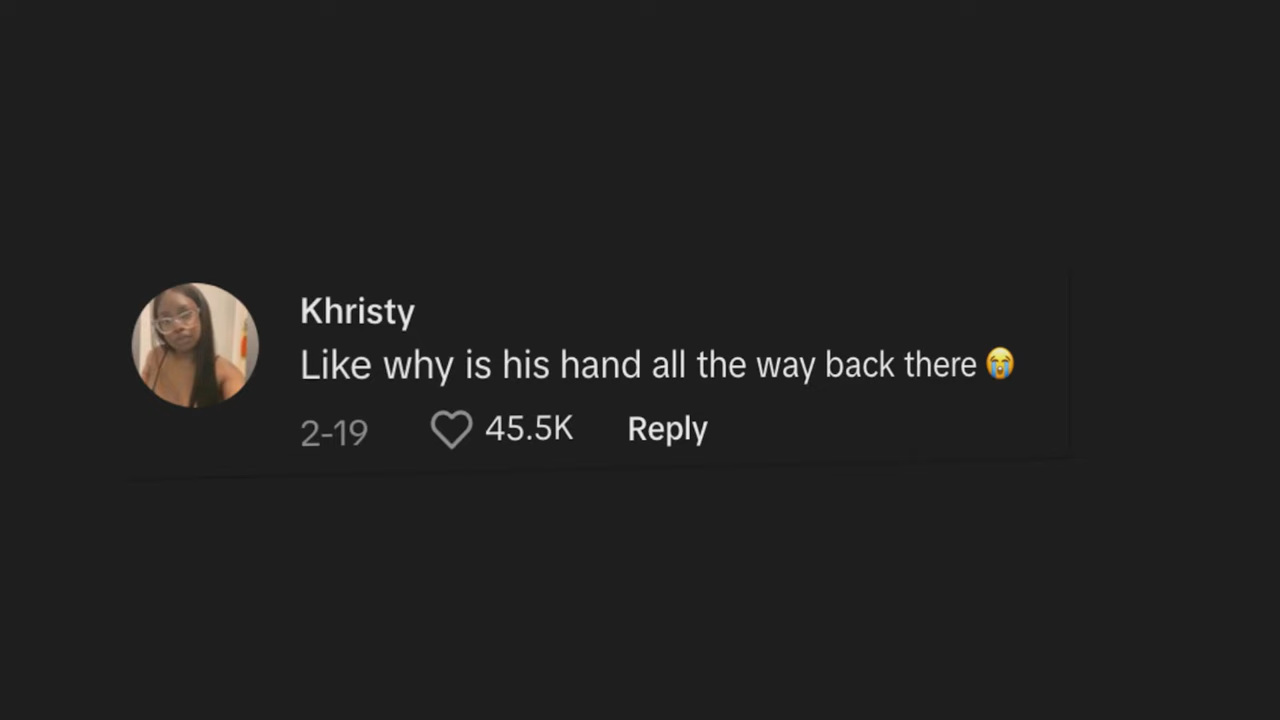 Khristy
Like why is his hand all the way back there 😭
2-19 45.5K Reply